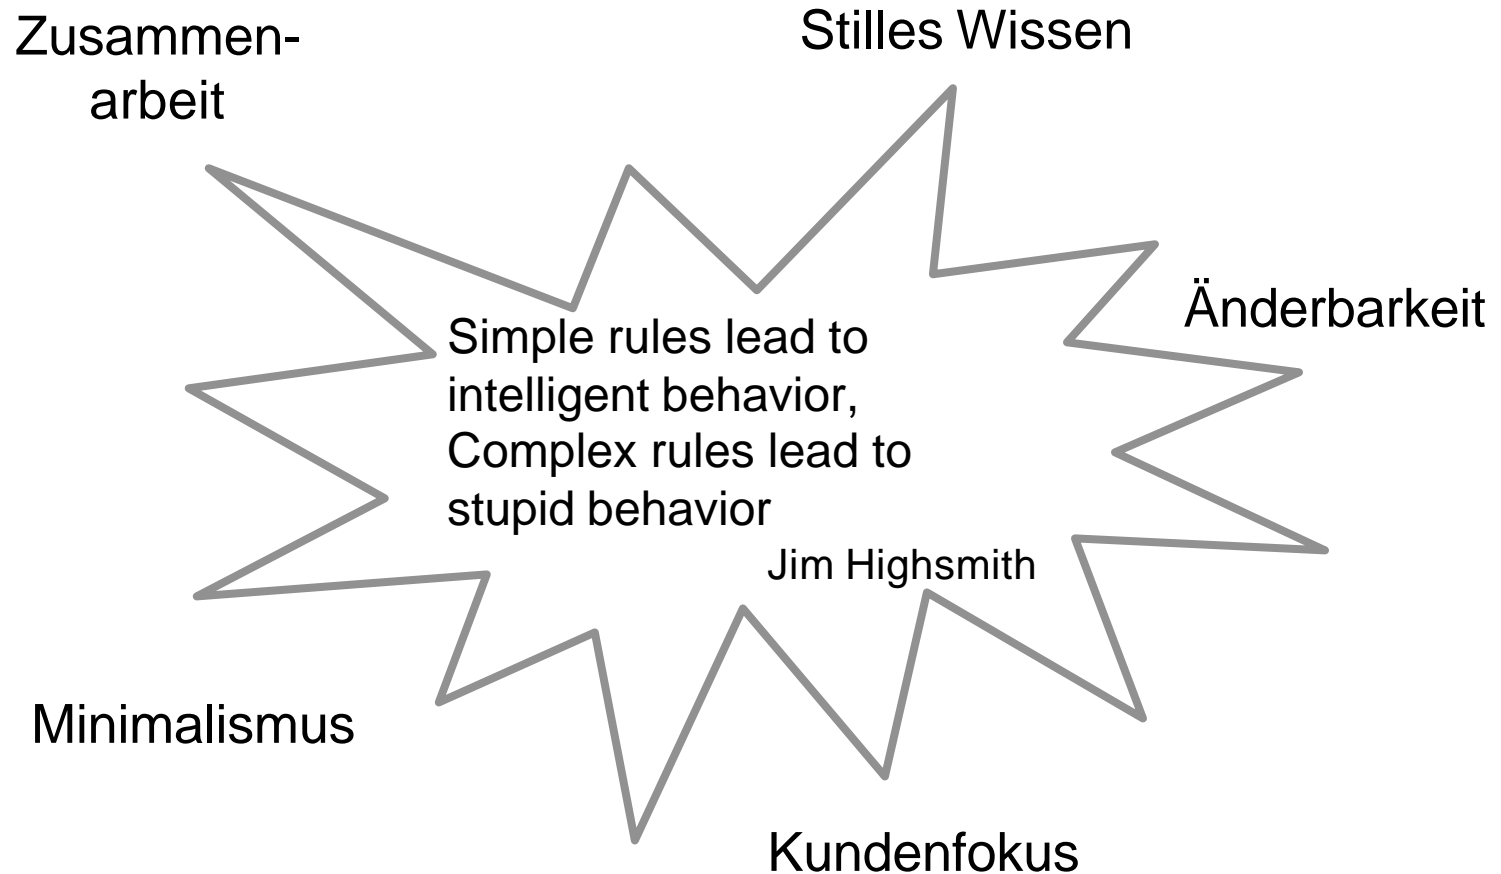 Zusammen-
arbeit
Stilles Wissen
Änderbarkeit
Simple rules lead to
intelligent behavior,
Complex rules lead to
stupid behavior
Jim Highsmith
Minimalismus
Kundenfokus